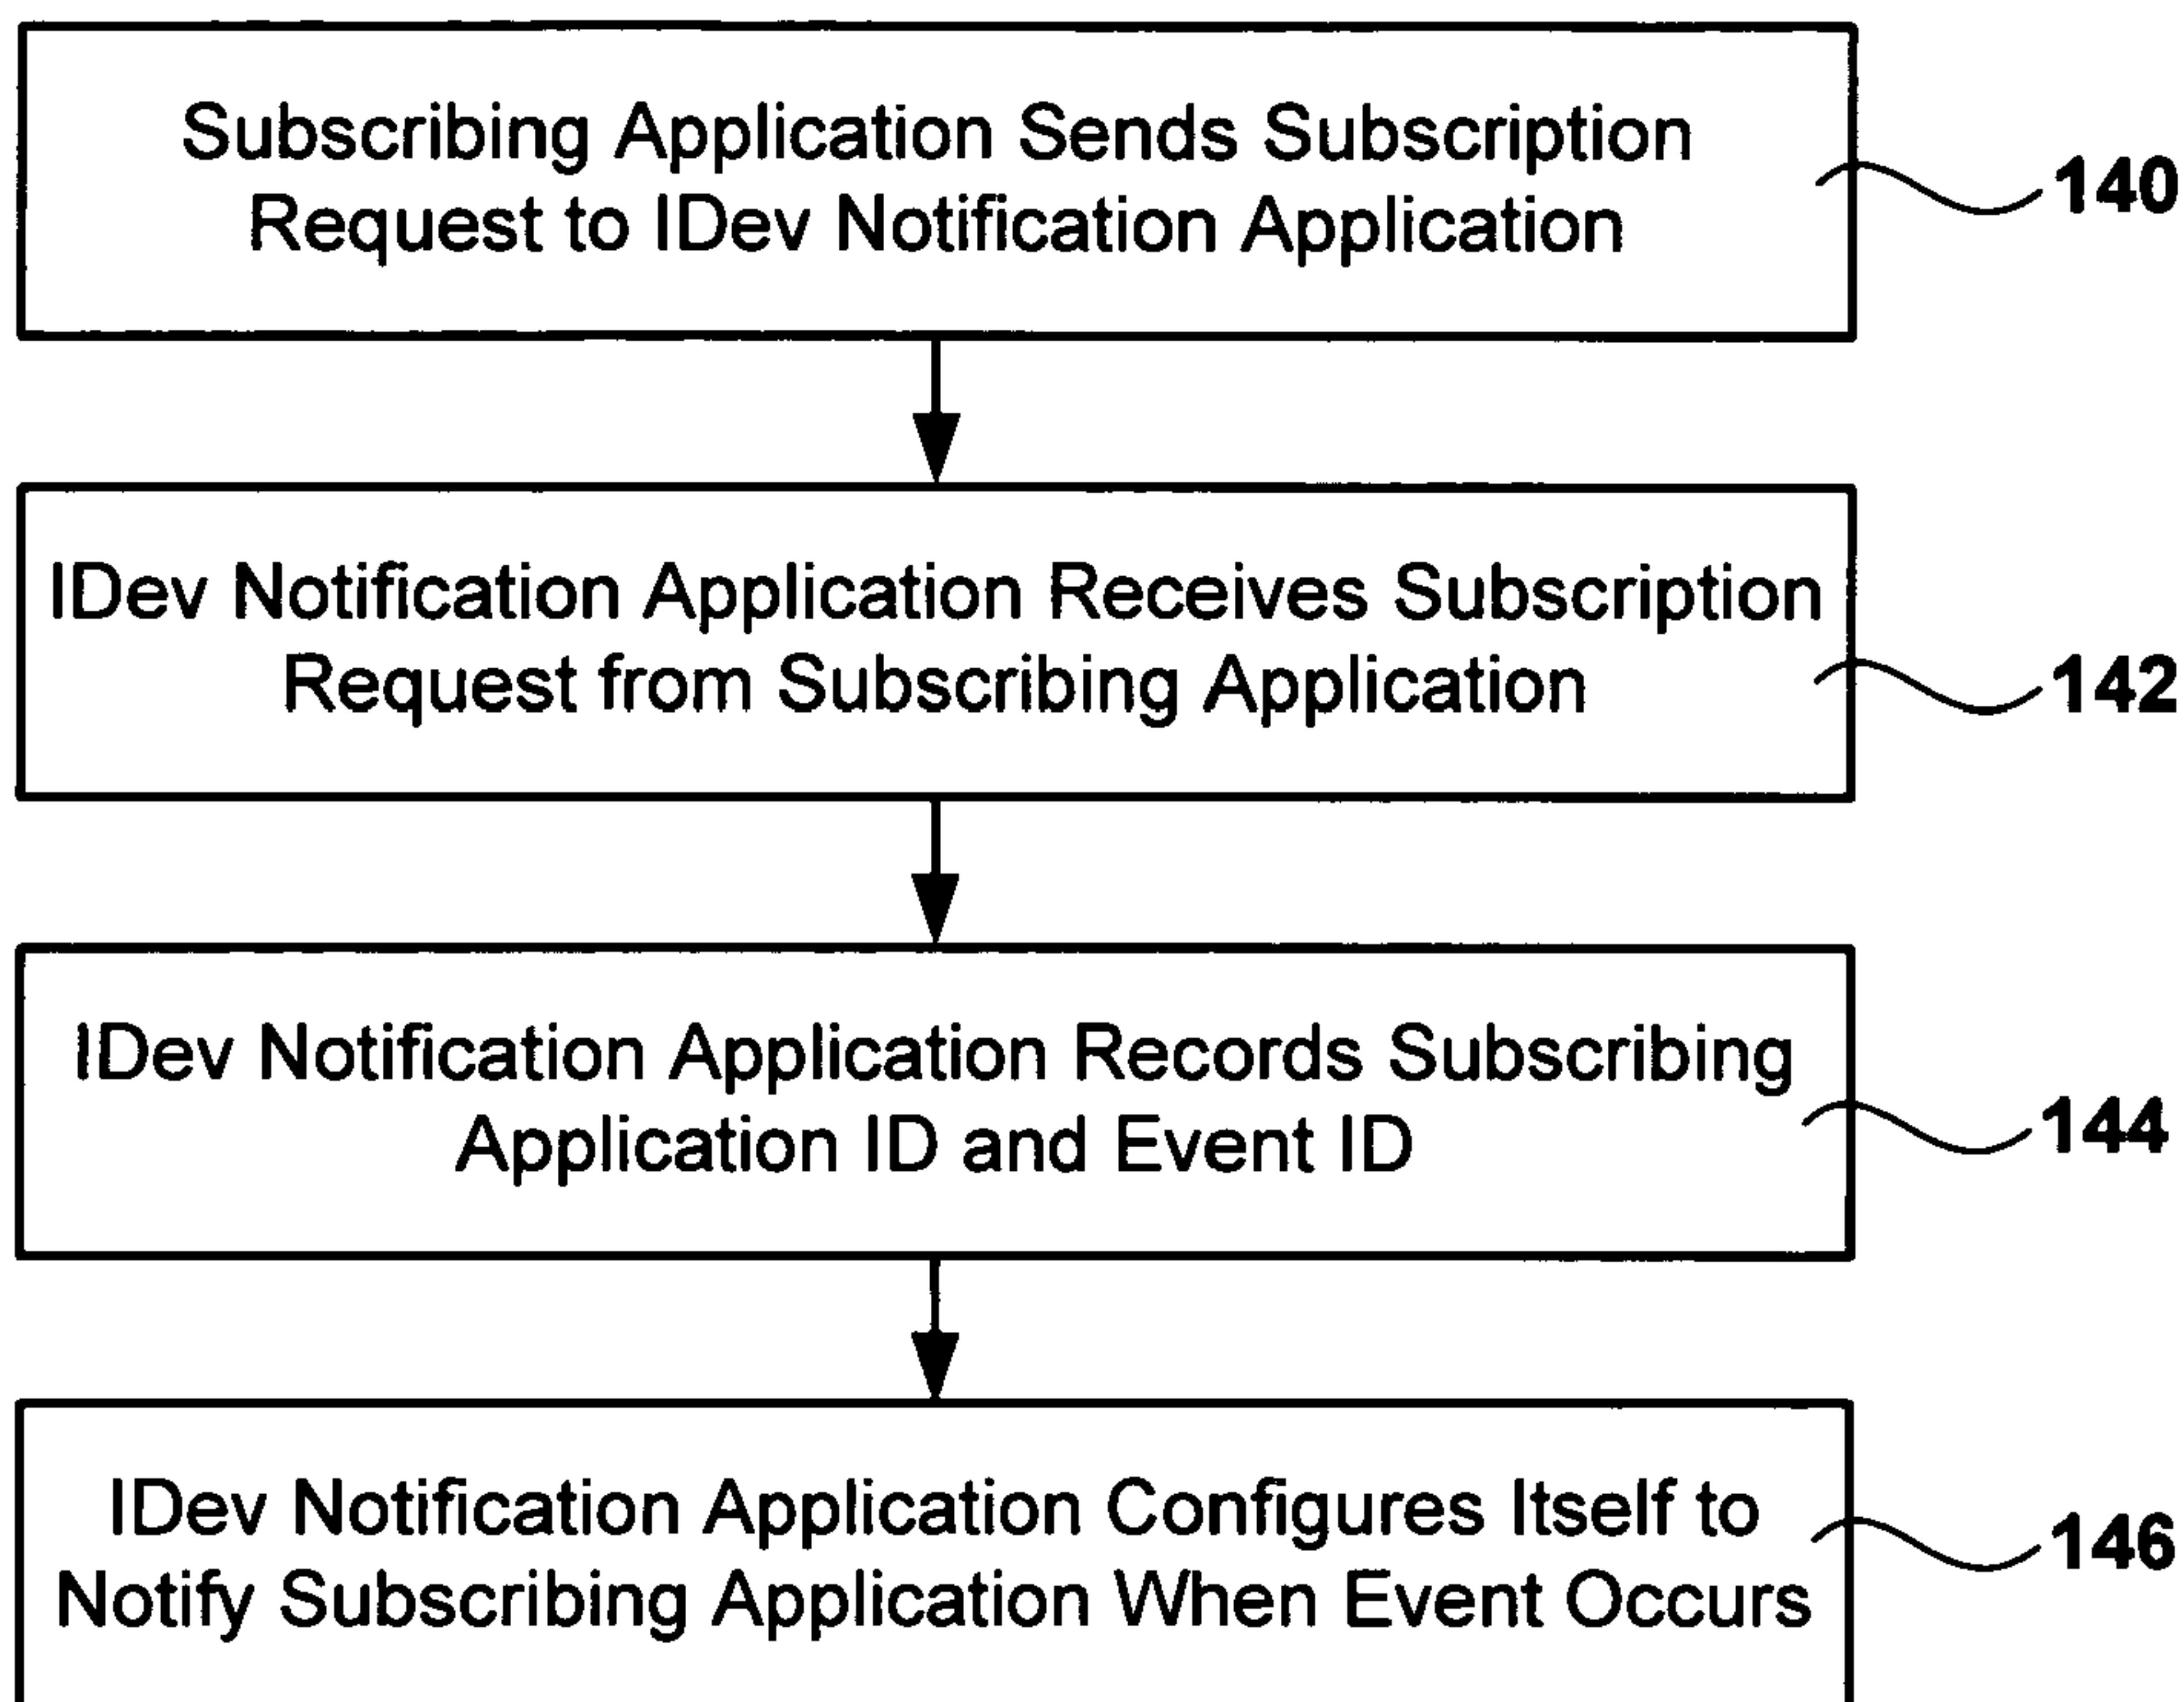 Subscribing Application Sends Subscription
Request to IDev Notification Application
140
IDev Notification Application Receives Subscription
Request from Subscribing Application
142
IDev Notification Application Records Subscribing
Application ID and Event ID
144
IDev Notification Application Configures Itself to
Notify Subscribing Application When Event Occurs
146